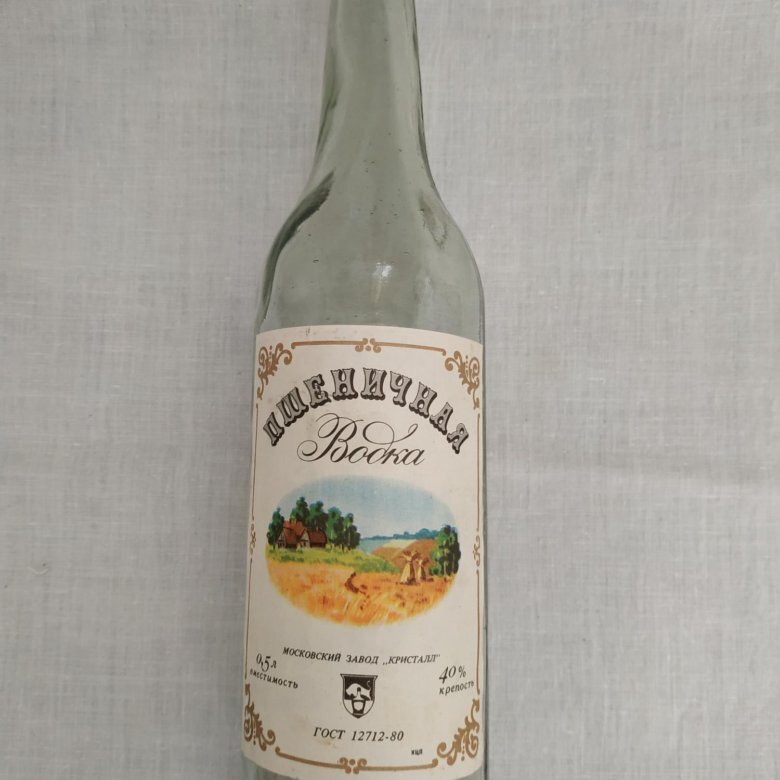 ПШЕНИЧНАЯ
Водка
МОСКОВСКИЙ ЗАВОД „КРИСТАЛЛ"
0,5 л
вместимость
40%
крепость
ГОСТ 12712-80